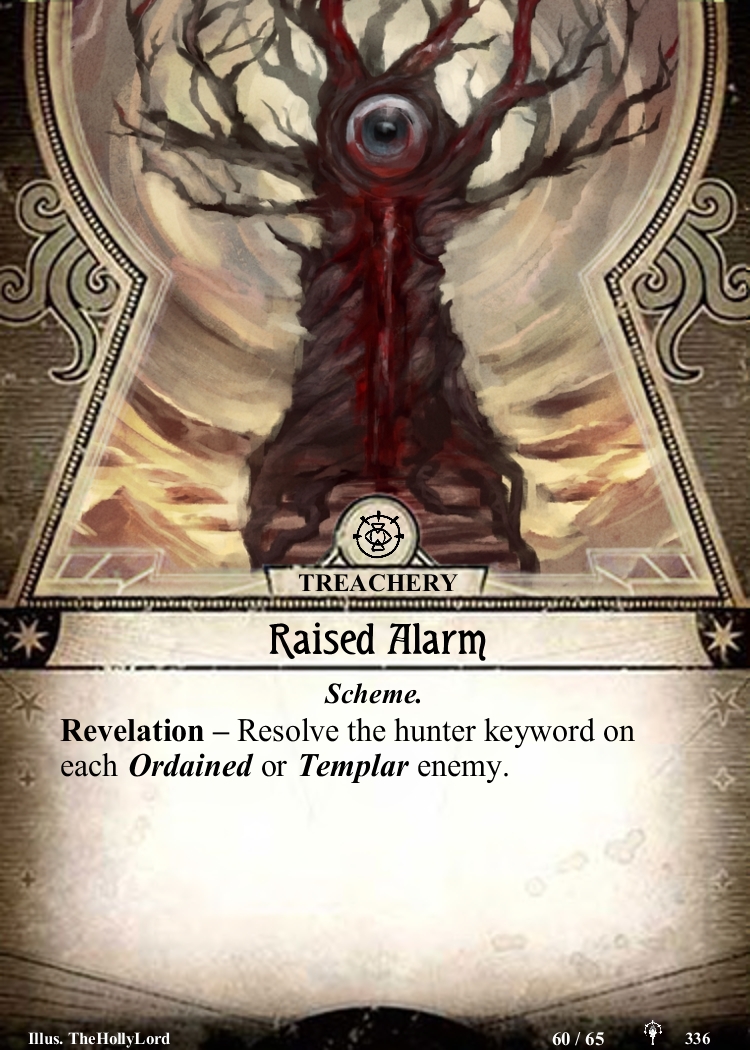 TREACHERY
Raised Alarm
Scheme.
Revelation – Resolve the hunter keyword on
each Ordained or Templar enemy.
Illus. TheHollyLord 60 / 65 336